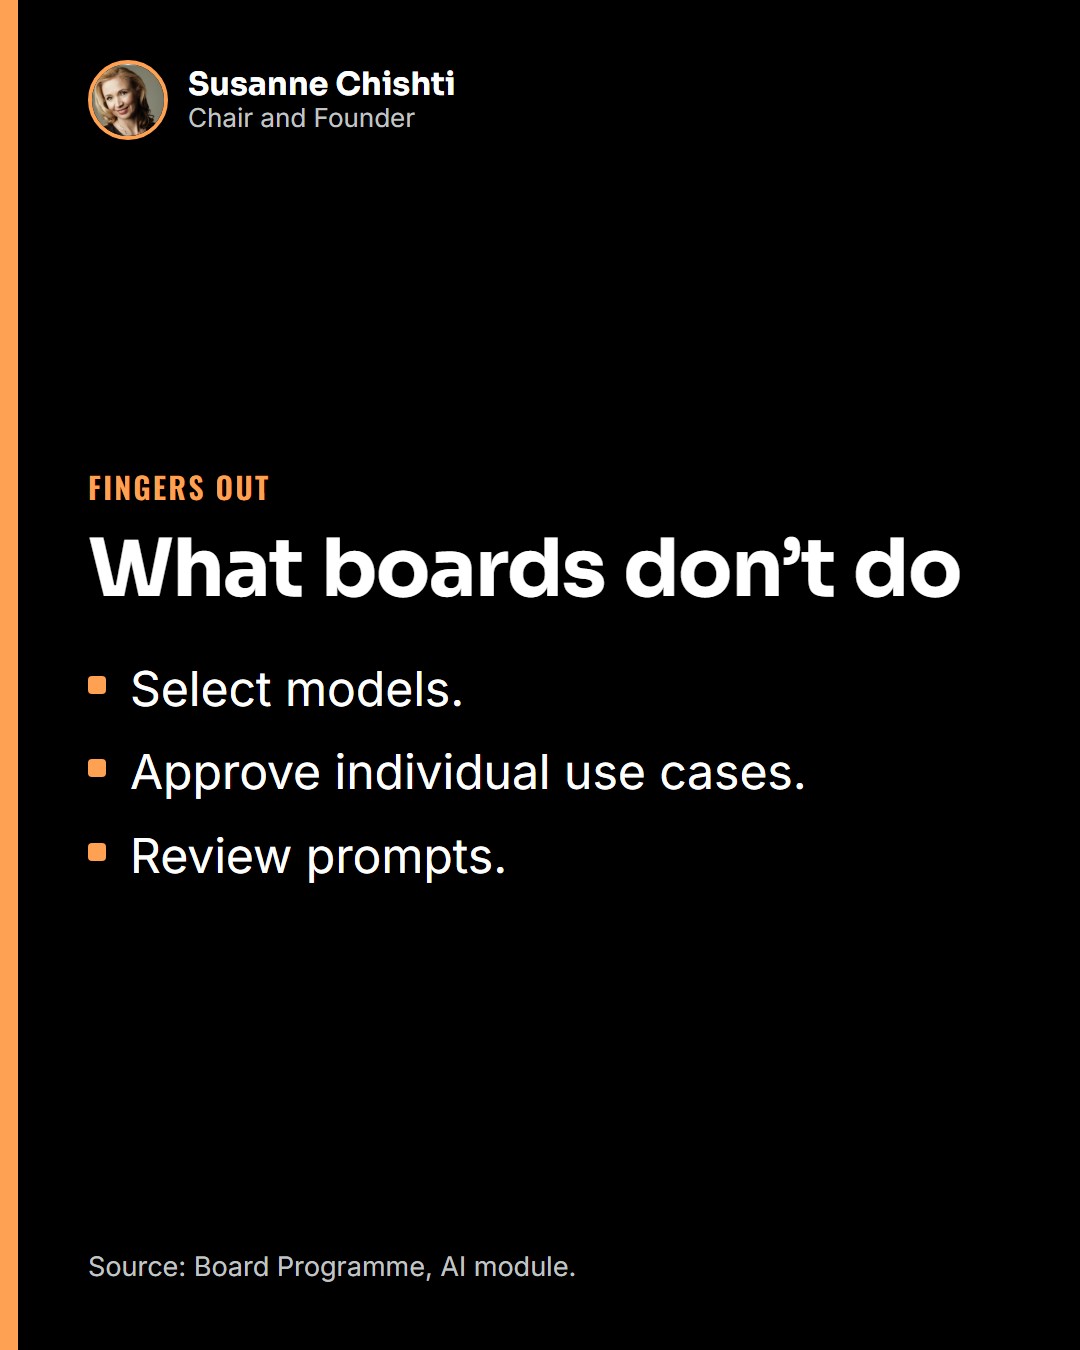 Susanne Chishti
Chair and Founder
FINGERS OUT
What boards don’t do
Select models.
Approve individual use cases.
Review prompts.
Source: Board Programme, AI module.